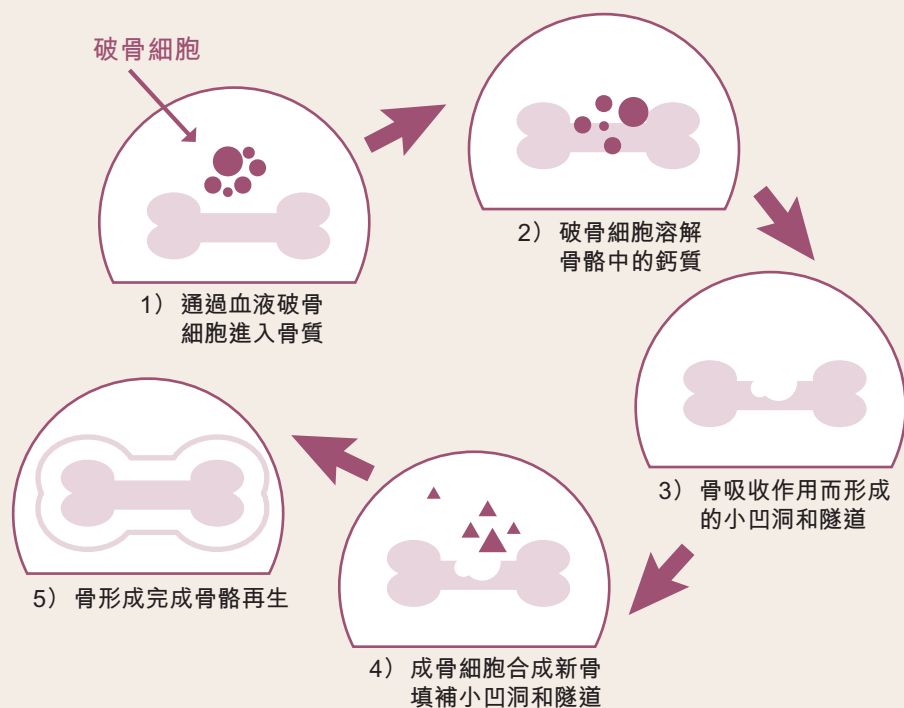 破骨細胞
1） 通過血液破骨
細胞進入骨質
2） 破骨細胞溶解
骨骼中的鈣質
3） 骨吸收作用而形成
的小凹洞和隧道
4） 成骨細胞合成新骨
填補小凹洞和隧道
5） 骨形成完成骨骼再生